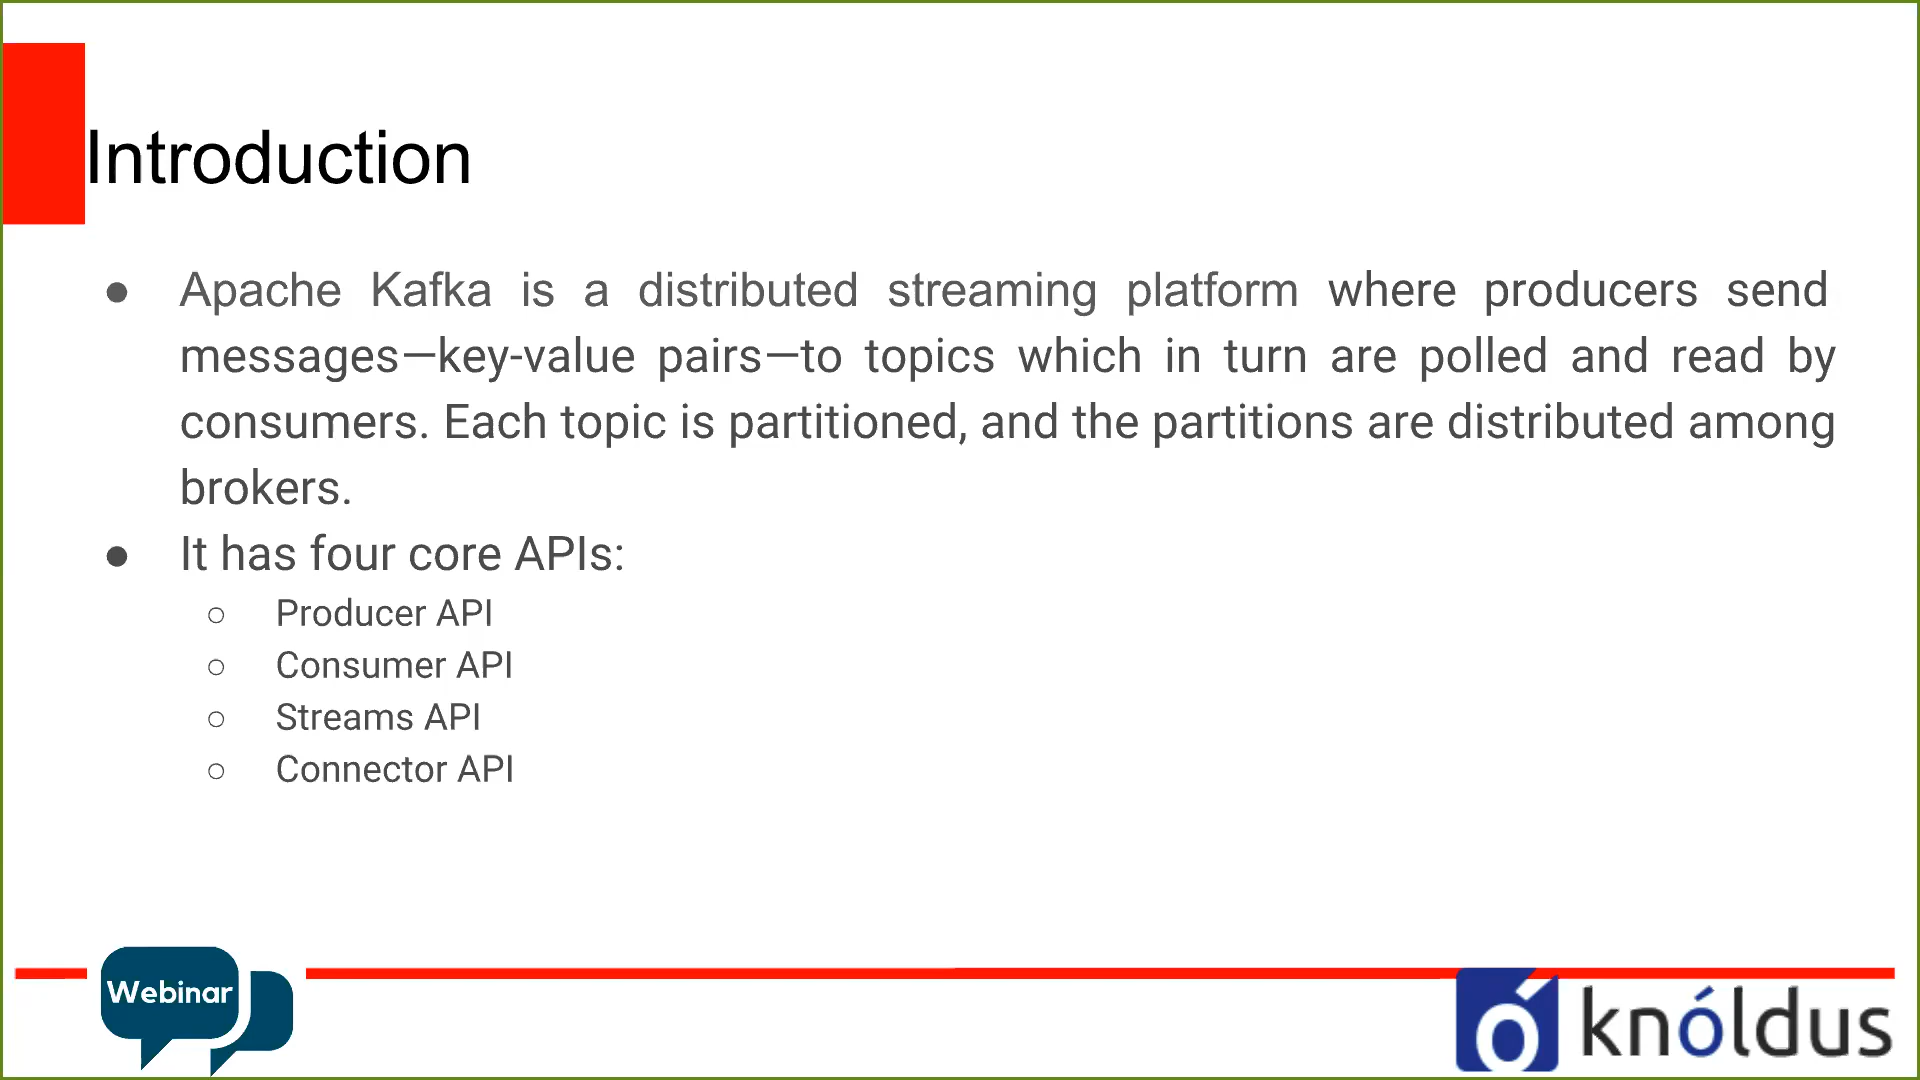 Introduction
● Apache Kafka is a distributed streaming platform where producers send
messages—key-value pairs—to topics which in turn are polled and read by
consumers. Each topic is partitioned, and the partitions are distributed among
brokers.
● It has four core APIs:
○ Producer API
○ Consumer API
○ Streams API
○ Connector API
Webinar
knóldus